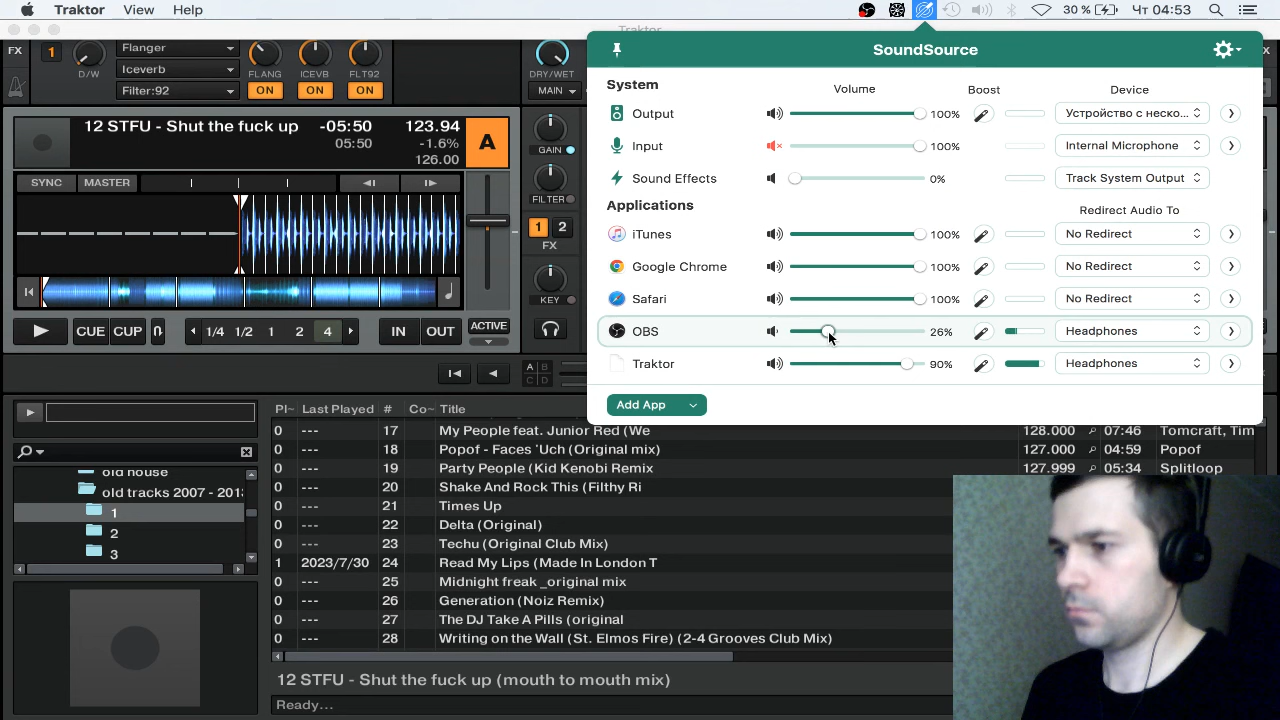 Traktor View Help 30 % Чт 04:53
Traktor
FX 1 D/W
Flanger
Iceverb
Filter:92
FLANG ICEVB FLT92
ON ON ON
DRY/WET
MAIN
12 STFU - Shut the fuck up -05:50 123.94
05:50 -1.6%
126.00
A
SYNC MASTER
GAIN
FILTER
1 2
FX
KEY
CUE CUP 1/4 1/2 1 2 4 IN OUT ACTIVE
A B
C D
SoundSource
System Volume Boost Device
Output 100% Устройство с неско...
Input 100% Internal Microphone
Sound Effects 0% Track System Output
Applications Redirect Audio To
iTunes 100% No Redirect
Google Chrome 100% No Redirect
Safari 100% No Redirect
OBS 26% Headphones
Traktor 90% Headphones
Add App
Pl~ Last Played # Co~ Title
0 --- 17 My People feat. Junior Red (We 128.000 07:46 Tomcraft, Tim
0 --- 18 Popof - Faces 'Uch (Original mix) 127.000 04:59 Popof
0 --- 19 Party People (Kid Kenobi Remix 127.999 05:34 Splitloop
0 --- 20 Shake And Rock This (Filthy Ri
0 --- 21 Times Up
0 --- 22 Delta (Original)
0 --- 23 Techu (Original Club Mix)
1 2023/7/30 24 Read My Lips (Made In London T
0 --- 25 Midnight freak _original mix
0 --- 26 Generation (Noiz Remix)
0 --- 27 The DJ Take A Pills (original
0 --- 28 Writing on the Wall (St. Elmos Fire) (2-4 Grooves Club Mix)
old house
old tracks 2007 - 201
1
2
3
12 STFU - Shut the fuck up (mouth to mouth mix)
Ready...